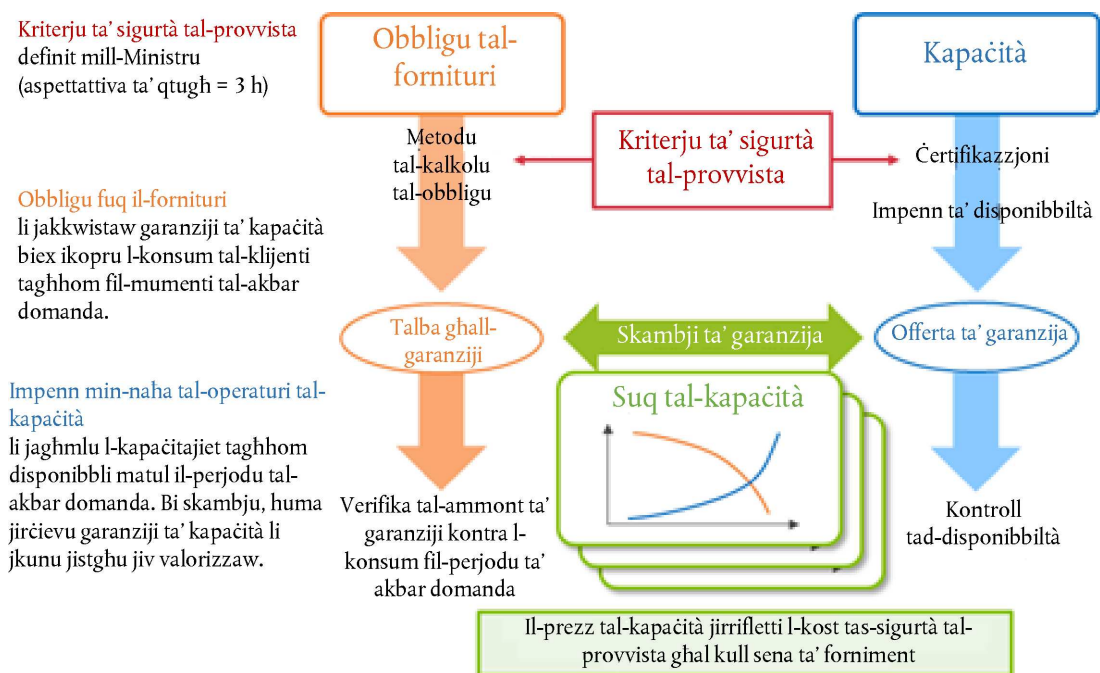 Kriterju ta’ sigurtà tal-provvista
definit mill-Ministru
(aspettattiva ta’ qtugħ = 3 h)
Obbligu fuq il-fornituri
li jakkwistaw garanziji ta’ kapaċità
biex ikopru l-konsum tal-klijenti
tagħhom fil-mumenti tal-akbar
domanda.
Impenn min-naħa tal-operaturi tal-
kapaċità
li jagħmlu l-kapaċitajiet tagħhom
disponibbli matul il-perjodu tal-
akbar domanda. Bi skambju, huma
jirċievu garanziji ta’ kapaċità li
jkunu jistgħu jiv valorizzaw.
Obbligu tal-
fornituri
Metodu
tal-kalkolu
tal-obbligu
Talba għall-
garanziji
Verifika tal-ammont ta’
garanziji kontra l-
konsum fil-perjodu ta’
akbar domanda
Kriterju ta’ sigurtà
tal-provvista
Skambji ta’ garanzija
Suq tal-kapaċità
Kapaċità
Ċertifikazzjoni
Impenn ta’ disponibbiltà
Offerta ta’ garanzija
Kontroll
tad-disponibbiltà
Il-prezz tal-kapaċità jirrifletti l-kost tas-sigurtà tal-
provvista għal kull sena ta’ forniment